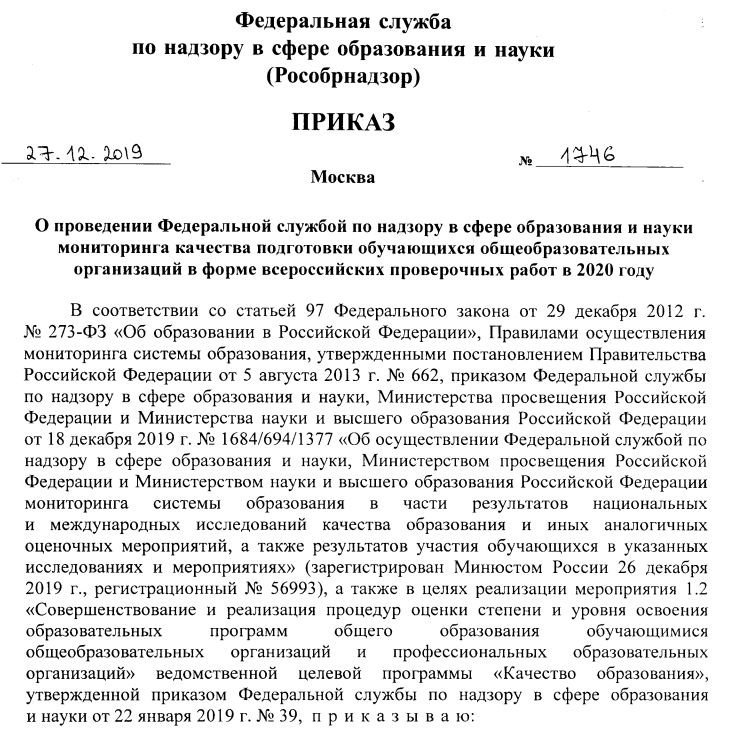 Федеральная служба
по надзору в сфере образования и науки
(Рособрнадзор)
ПРИКАЗ
27.12.2019 № 1746
Москва
О проведении Федеральной службой по надзору в сфере образования и науки
мониторинга качества подготовки обучающихся общеобразовательных
организаций в форме всероссийских проверочных работ в 2020 году
В соответствии со статьей 97 Федерального закона от 29 декабря 2012 г.
№ 273-ФЗ «Об образовании в Российской Федерации», Правилами осуществления
мониторинга системы образования, утвержденными постановлением Правительства
Российской Федерации от 5 августа 2013 г. № 662, приказом Федеральной службы
по надзору в сфере образования и науки, Министерства просвещения Российской
Федерации и Министерства науки и высшего образования Российской Федерации
от 18 декабря 2019 г. № 1684/694/1377 «Об осуществлении Федеральной службой по
надзору в сфере образования и науки, Министерством просвещения Российской
Федерации и Министерством науки и высшего образования Российской Федерации
мониторинга системы образования в части результатов национальных
и международных исследований качества образования и иных аналогичных
оценочных мероприятий, а также результатов участия обучающихся в указанных
исследованиях и мероприятиях» (зарегистрирован Минюстом России 26 декабря
2019 г., регистрационный № 56993), а также в целях реализации мероприятия 1.2
«Совершенствование и реализация процедур оценки степени и уровня освоения
образовательных программ общего образования обучающимися
общеобразовательных организаций и профессиональных образовательных
организаций» ведомственной целевой программы «Качество образования»,
утвержденной приказом Федеральной службы по надзору в сфере образования
и науки от 22 января 2019 г. № 39, п р и к а з ы в а ю: